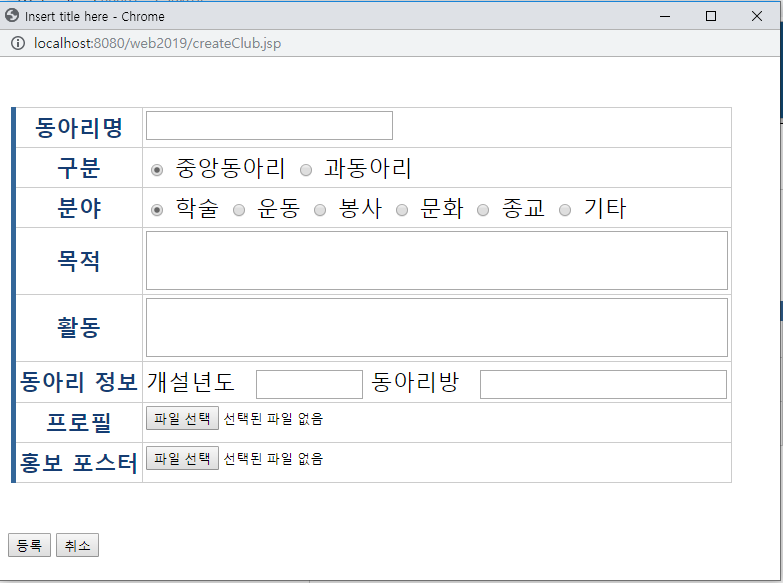 Insert title here - Chrome
localhost:8080/web2019/createClub.jsp
동아리명
구분 중앙동아리 과동아리
분야 학술 운동 봉사 문화 종교 기타
목적
활동
동아리 정보 개설년도 동아리방
프로필 파일 선택 선택된 파일 없음
홍보 포스터 파일 선택 선택된 파일 없음
등록 취소